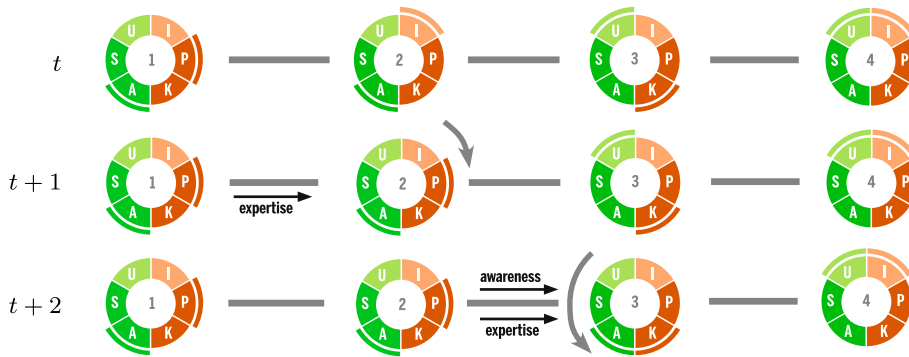 U I U I U I U I
t S 1 P S 2 P S 3 P S 4 P
A K A K A K A K
U I U I U I U I
t + 1 S 1 P S 2 P S 3 P S 4 P
expertise
A K A K A K A K
U I U I awareness U I U I
t + 2 S 1 P S 2 P S 3 P S 4 P
A K A K expertise A K A K